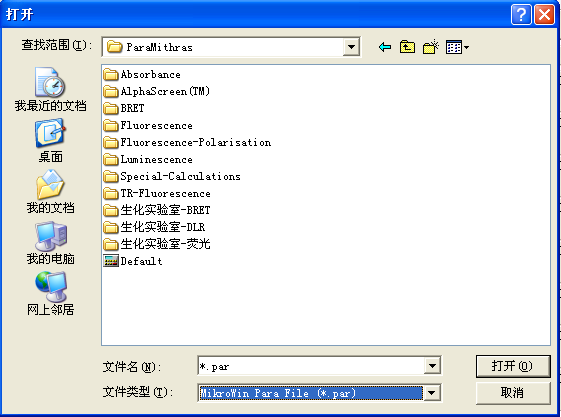 打开
查找范围(I):
ParaMithras
我最近的文档
桌面
我的文档
我的电脑
网上邻居
Absorbance
AlphaScreen(TM)
BRET
Fluorescence
Fluorescence-Polarisation
Luminescence
Special-Calculations
TR-Fluorescence
生化实验室-BRET
生化实验室-DLR
生化实验室-荧光
Default
文件名(N):
*.par
打开(O)
文件类型(T):
MikroWin Para File (*.par)
取消